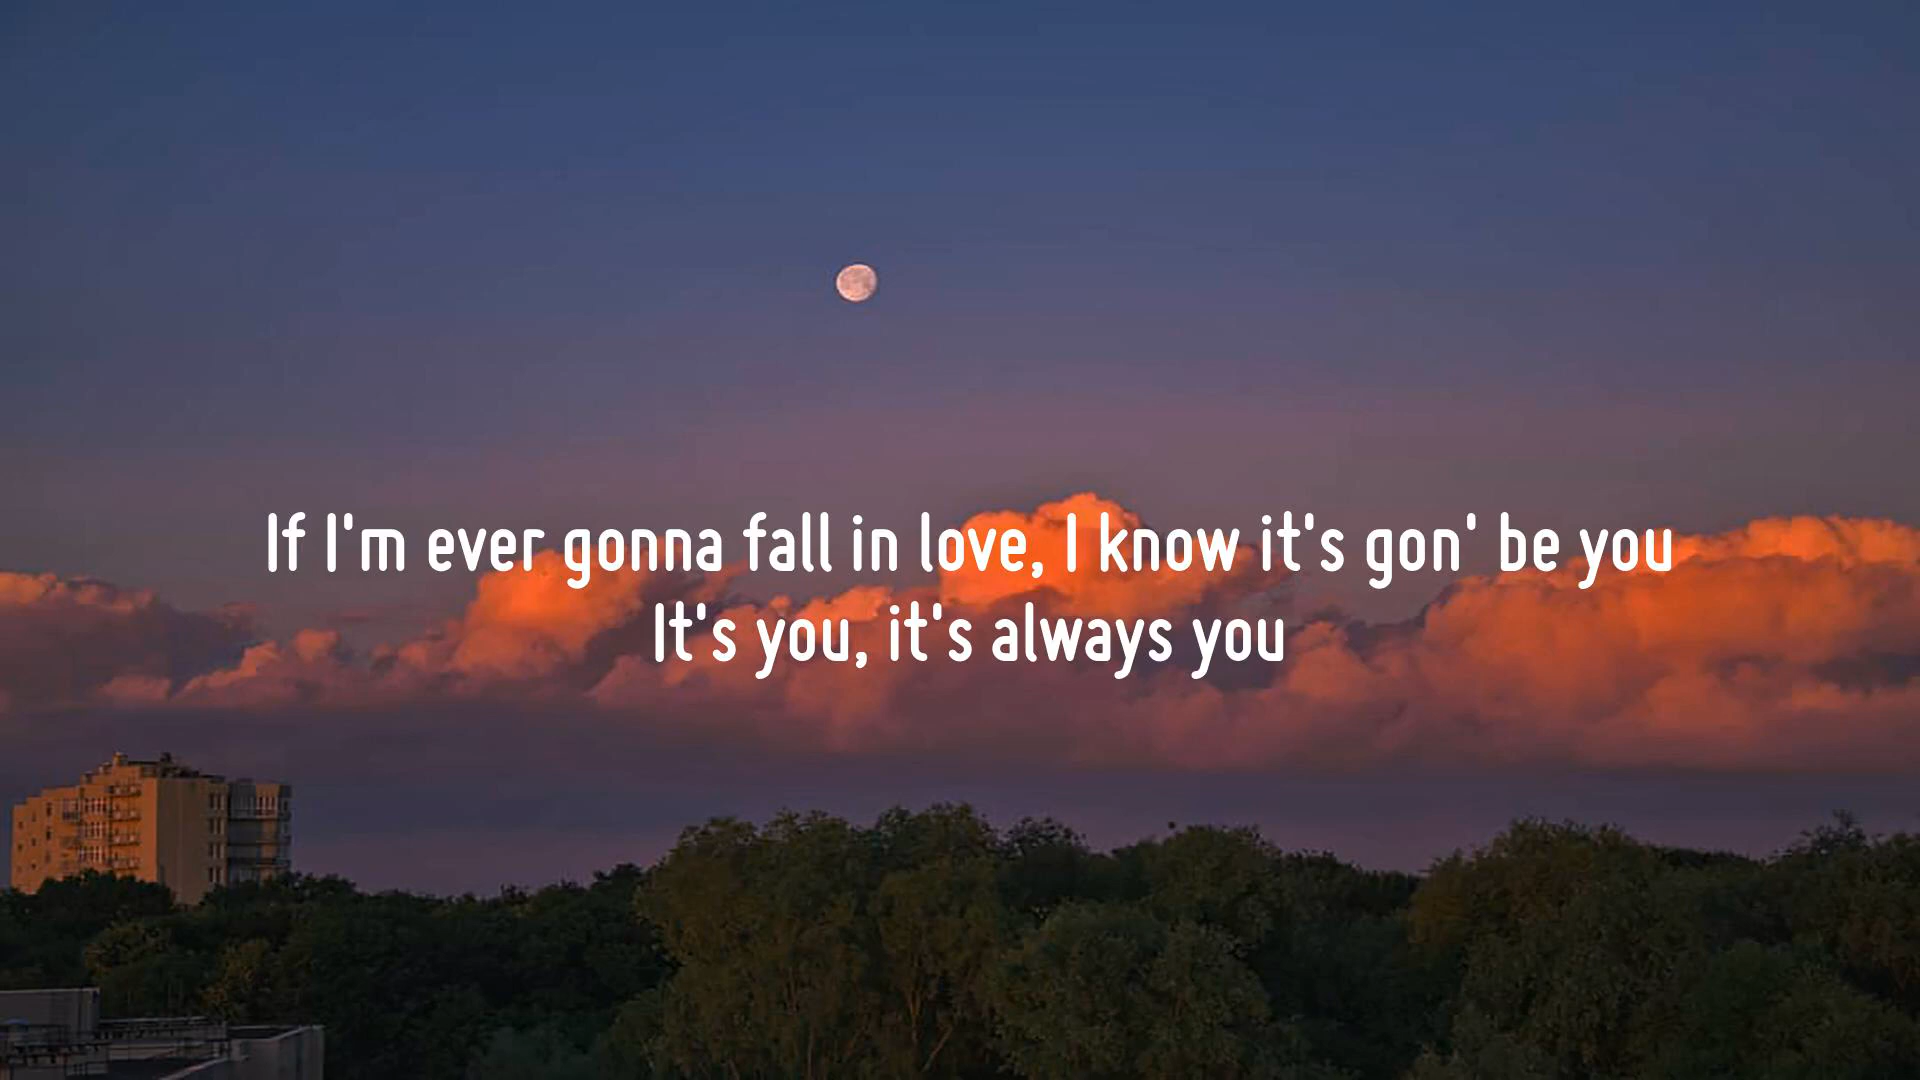 If I'm ever gonna fall in love, I know it's gon' be you
It's you, it's always you